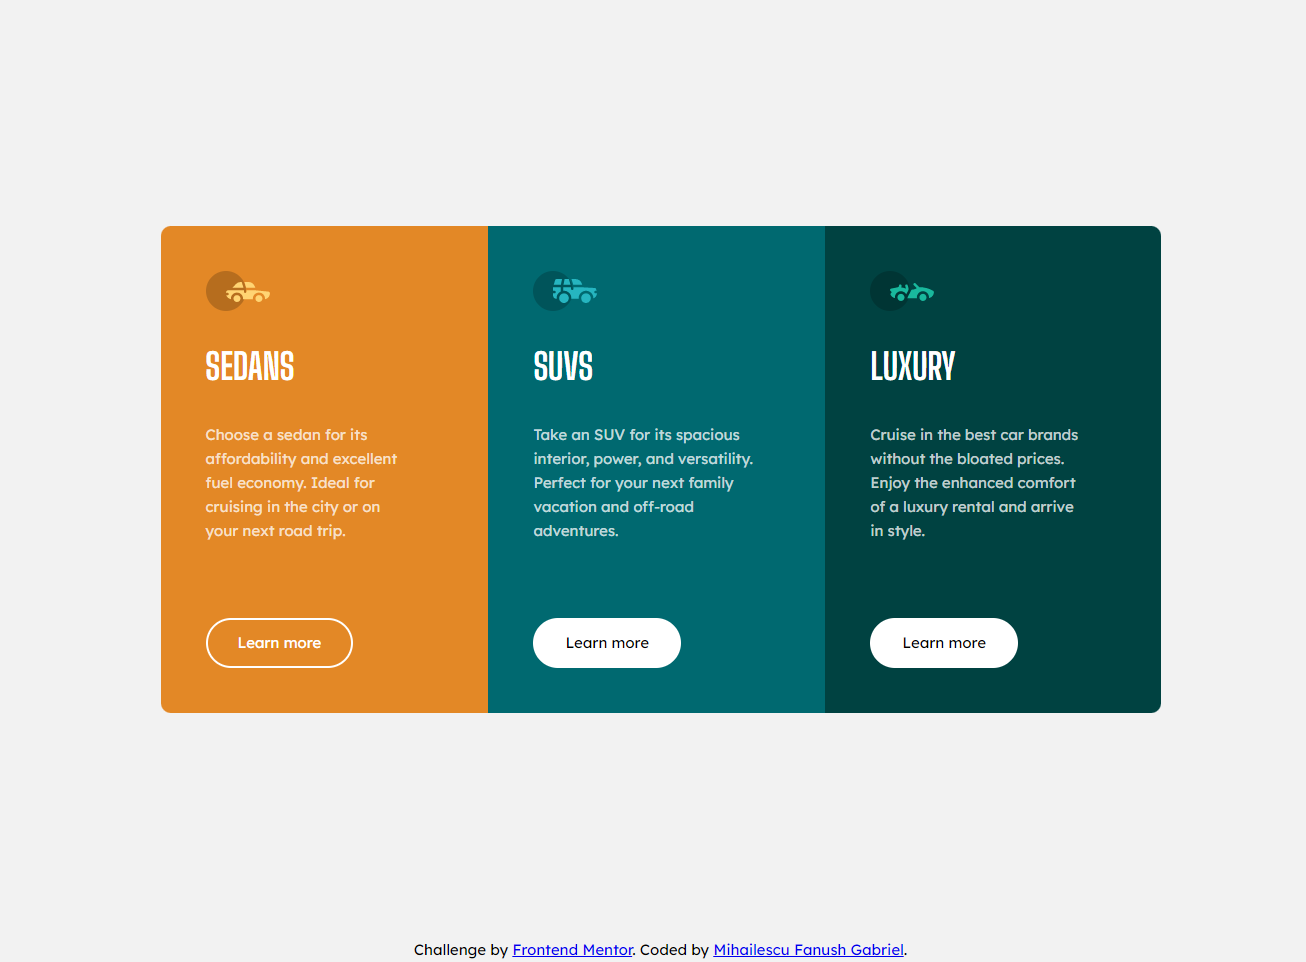 SEDANS
Choose a sedan for its
affordability and excellent
fuel economy. Ideal for
cruising in the city or on
your next road trip.
Learn more
SUVS
Take an SUV for its spacious
interior, power, and versatility.
Perfect for your next family
vacation and off-road
adventures.
Learn more
LUXURY
Cruise in the best car brands
without the bloated prices.
Enjoy the enhanced comfort
of a luxury rental and arrive
in style.
Learn more
Challenge by Frontend Mentor. Coded by Mihailescu Fanush Gabriel.